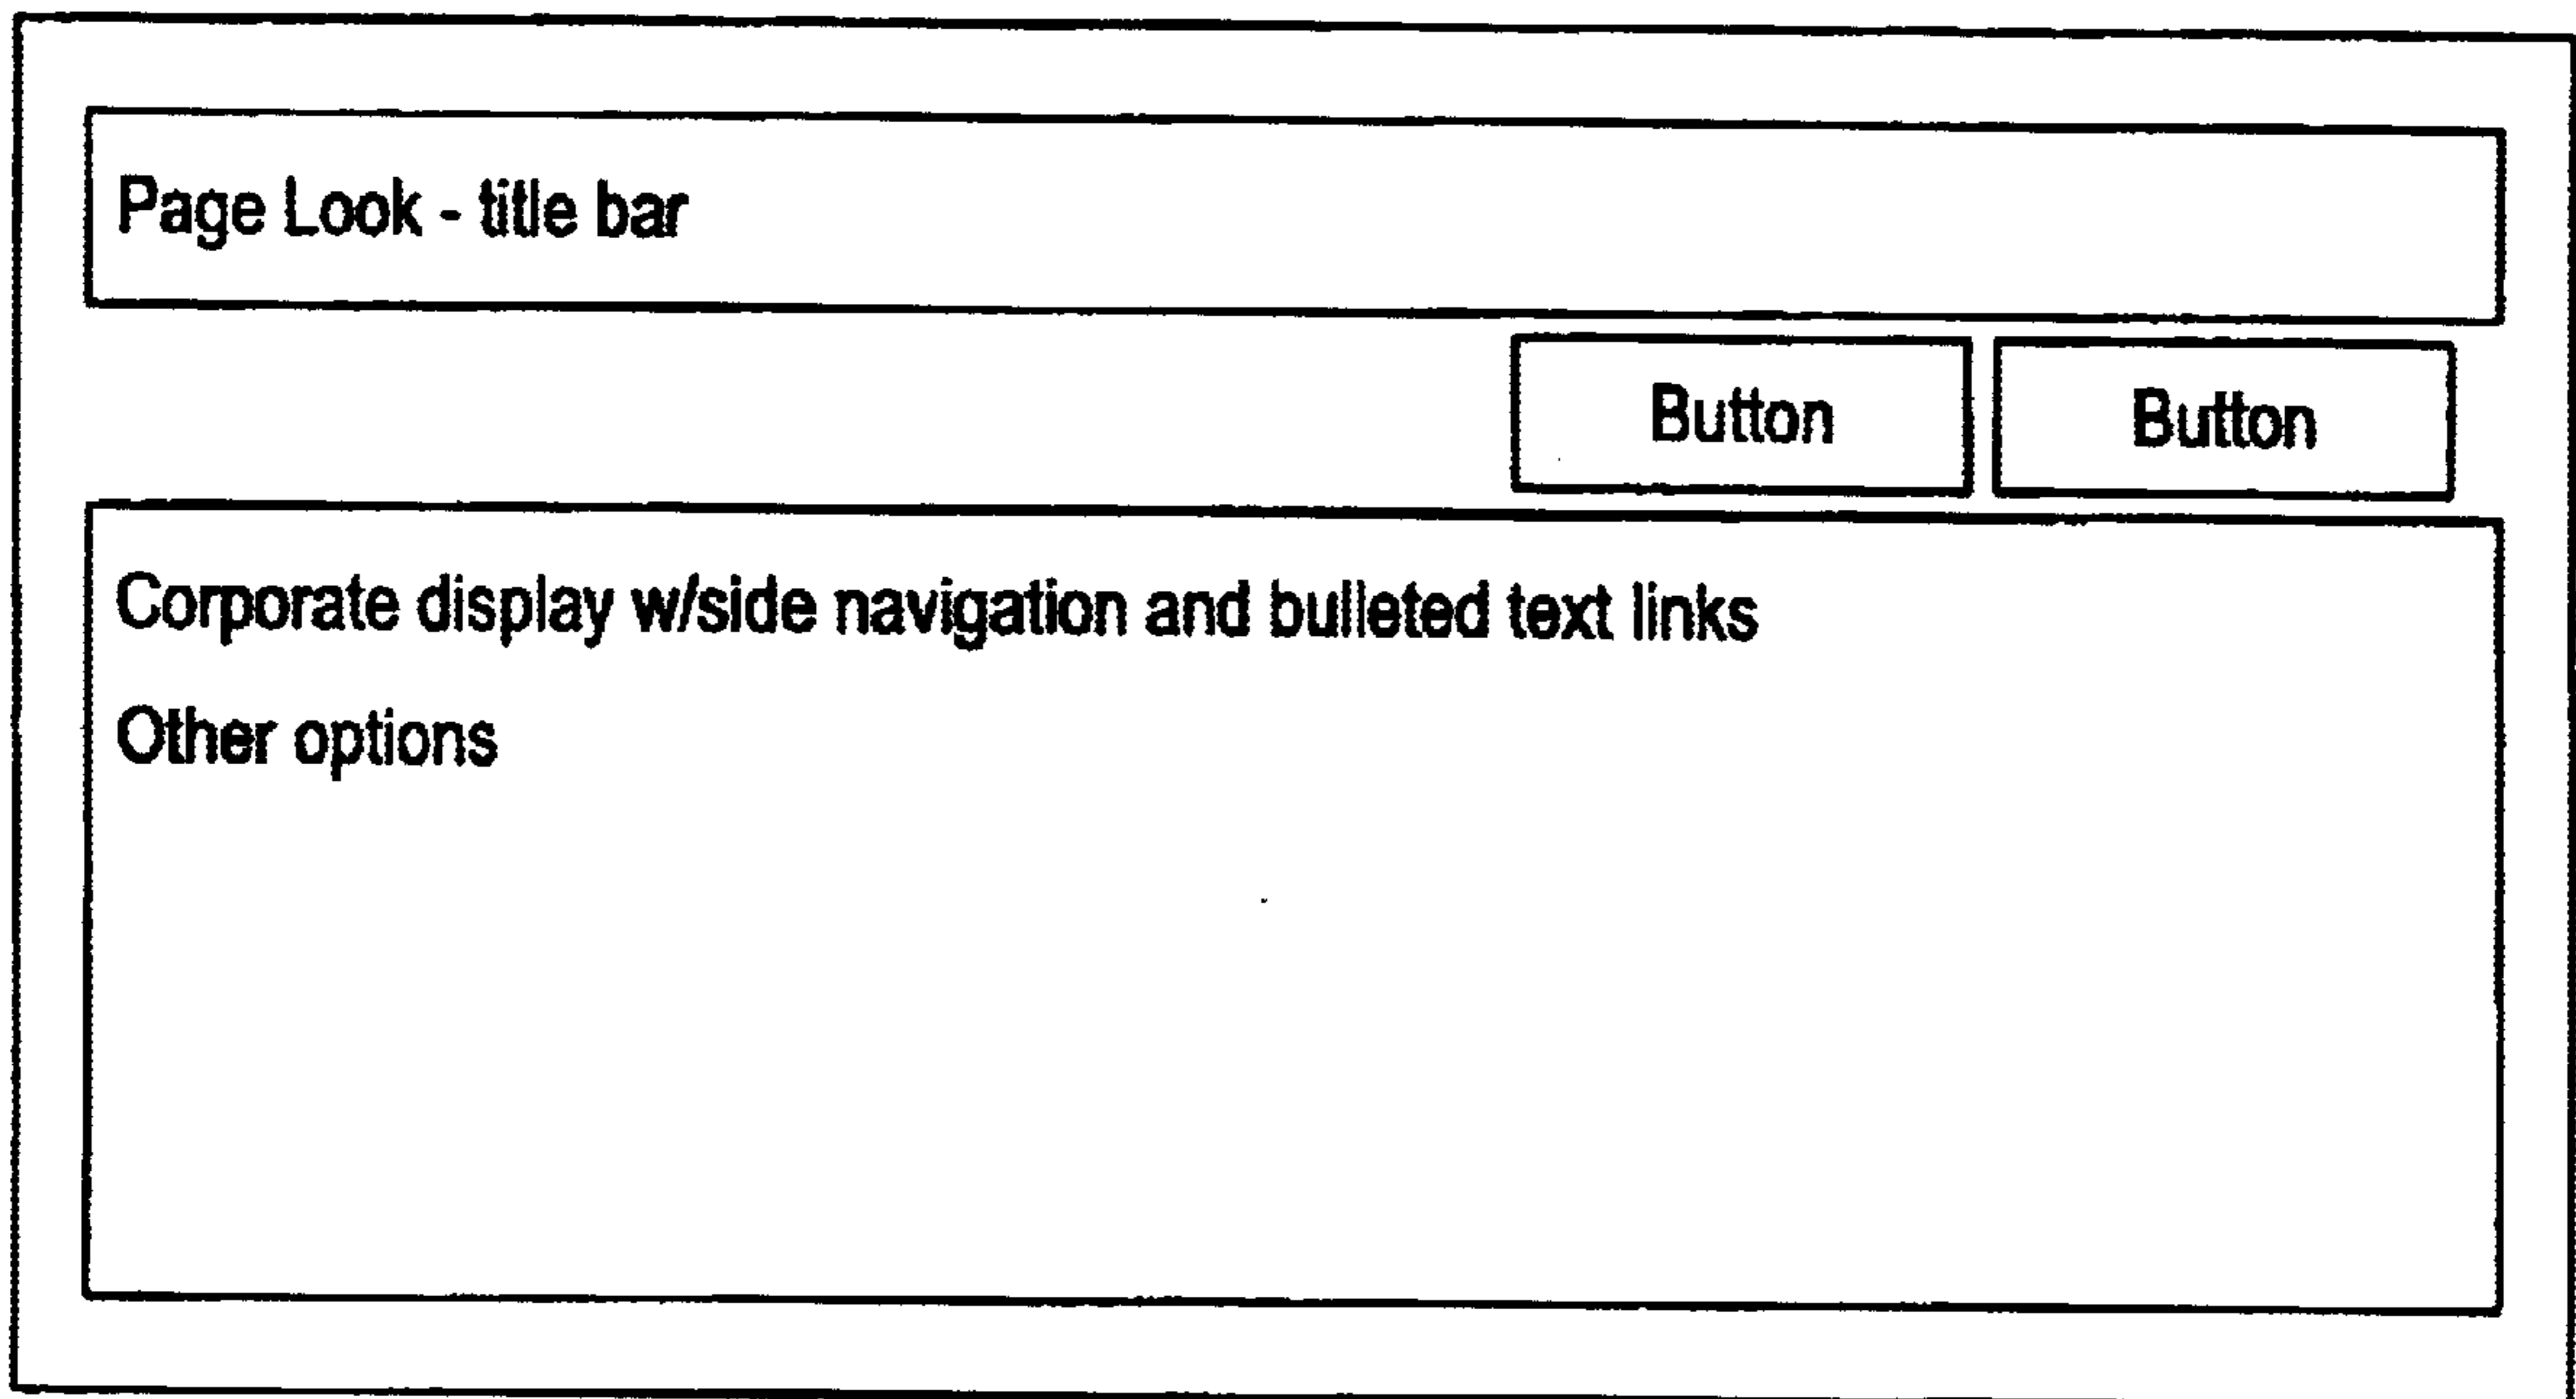 Page Look - title bar
Button Button
Corporate display w/side navigation and bulleted text links
Other options